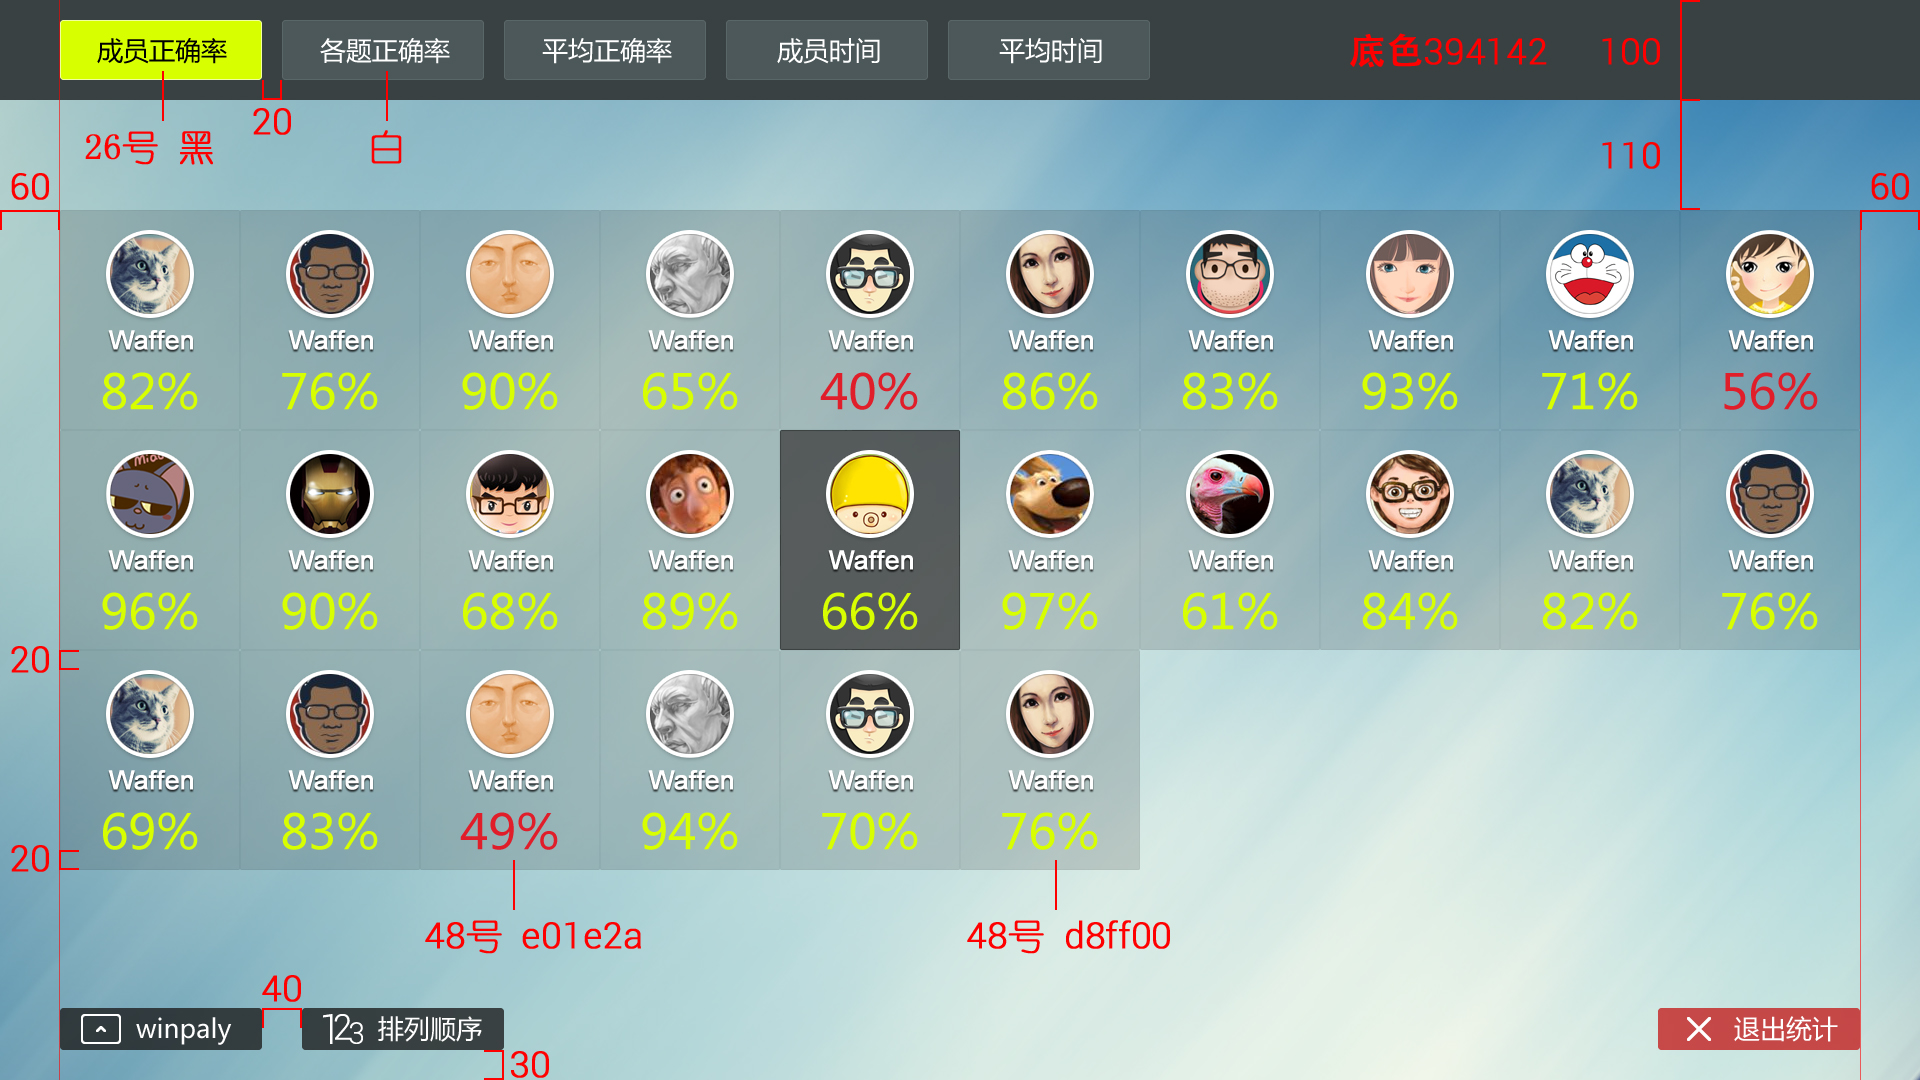 成员正确率 各题正确率 平均正确率 成员时间 平均时间 底色394142 100
20
26号 黑 白 110
60 60
Waffen Waffen Waffen Waffen Waffen Waffen Waffen Waffen Waffen Waffen
82% 76% 90% 65% 40% 86% 83% 93% 71% 56%
Miao
Waffen Waffen Waffen Waffen Waffen Waffen Waffen Waffen Waffen Waffen
96% 90% 68% 89% 66% 97% 61% 84% 82% 76%
20
Waffen Waffen Waffen Waffen Waffen Waffen
69% 83% 49% 94% 70% 76%
20
48号 e01e2a 48号 d8ff00
40
winpaly 123 排列顺序 退出统计
30